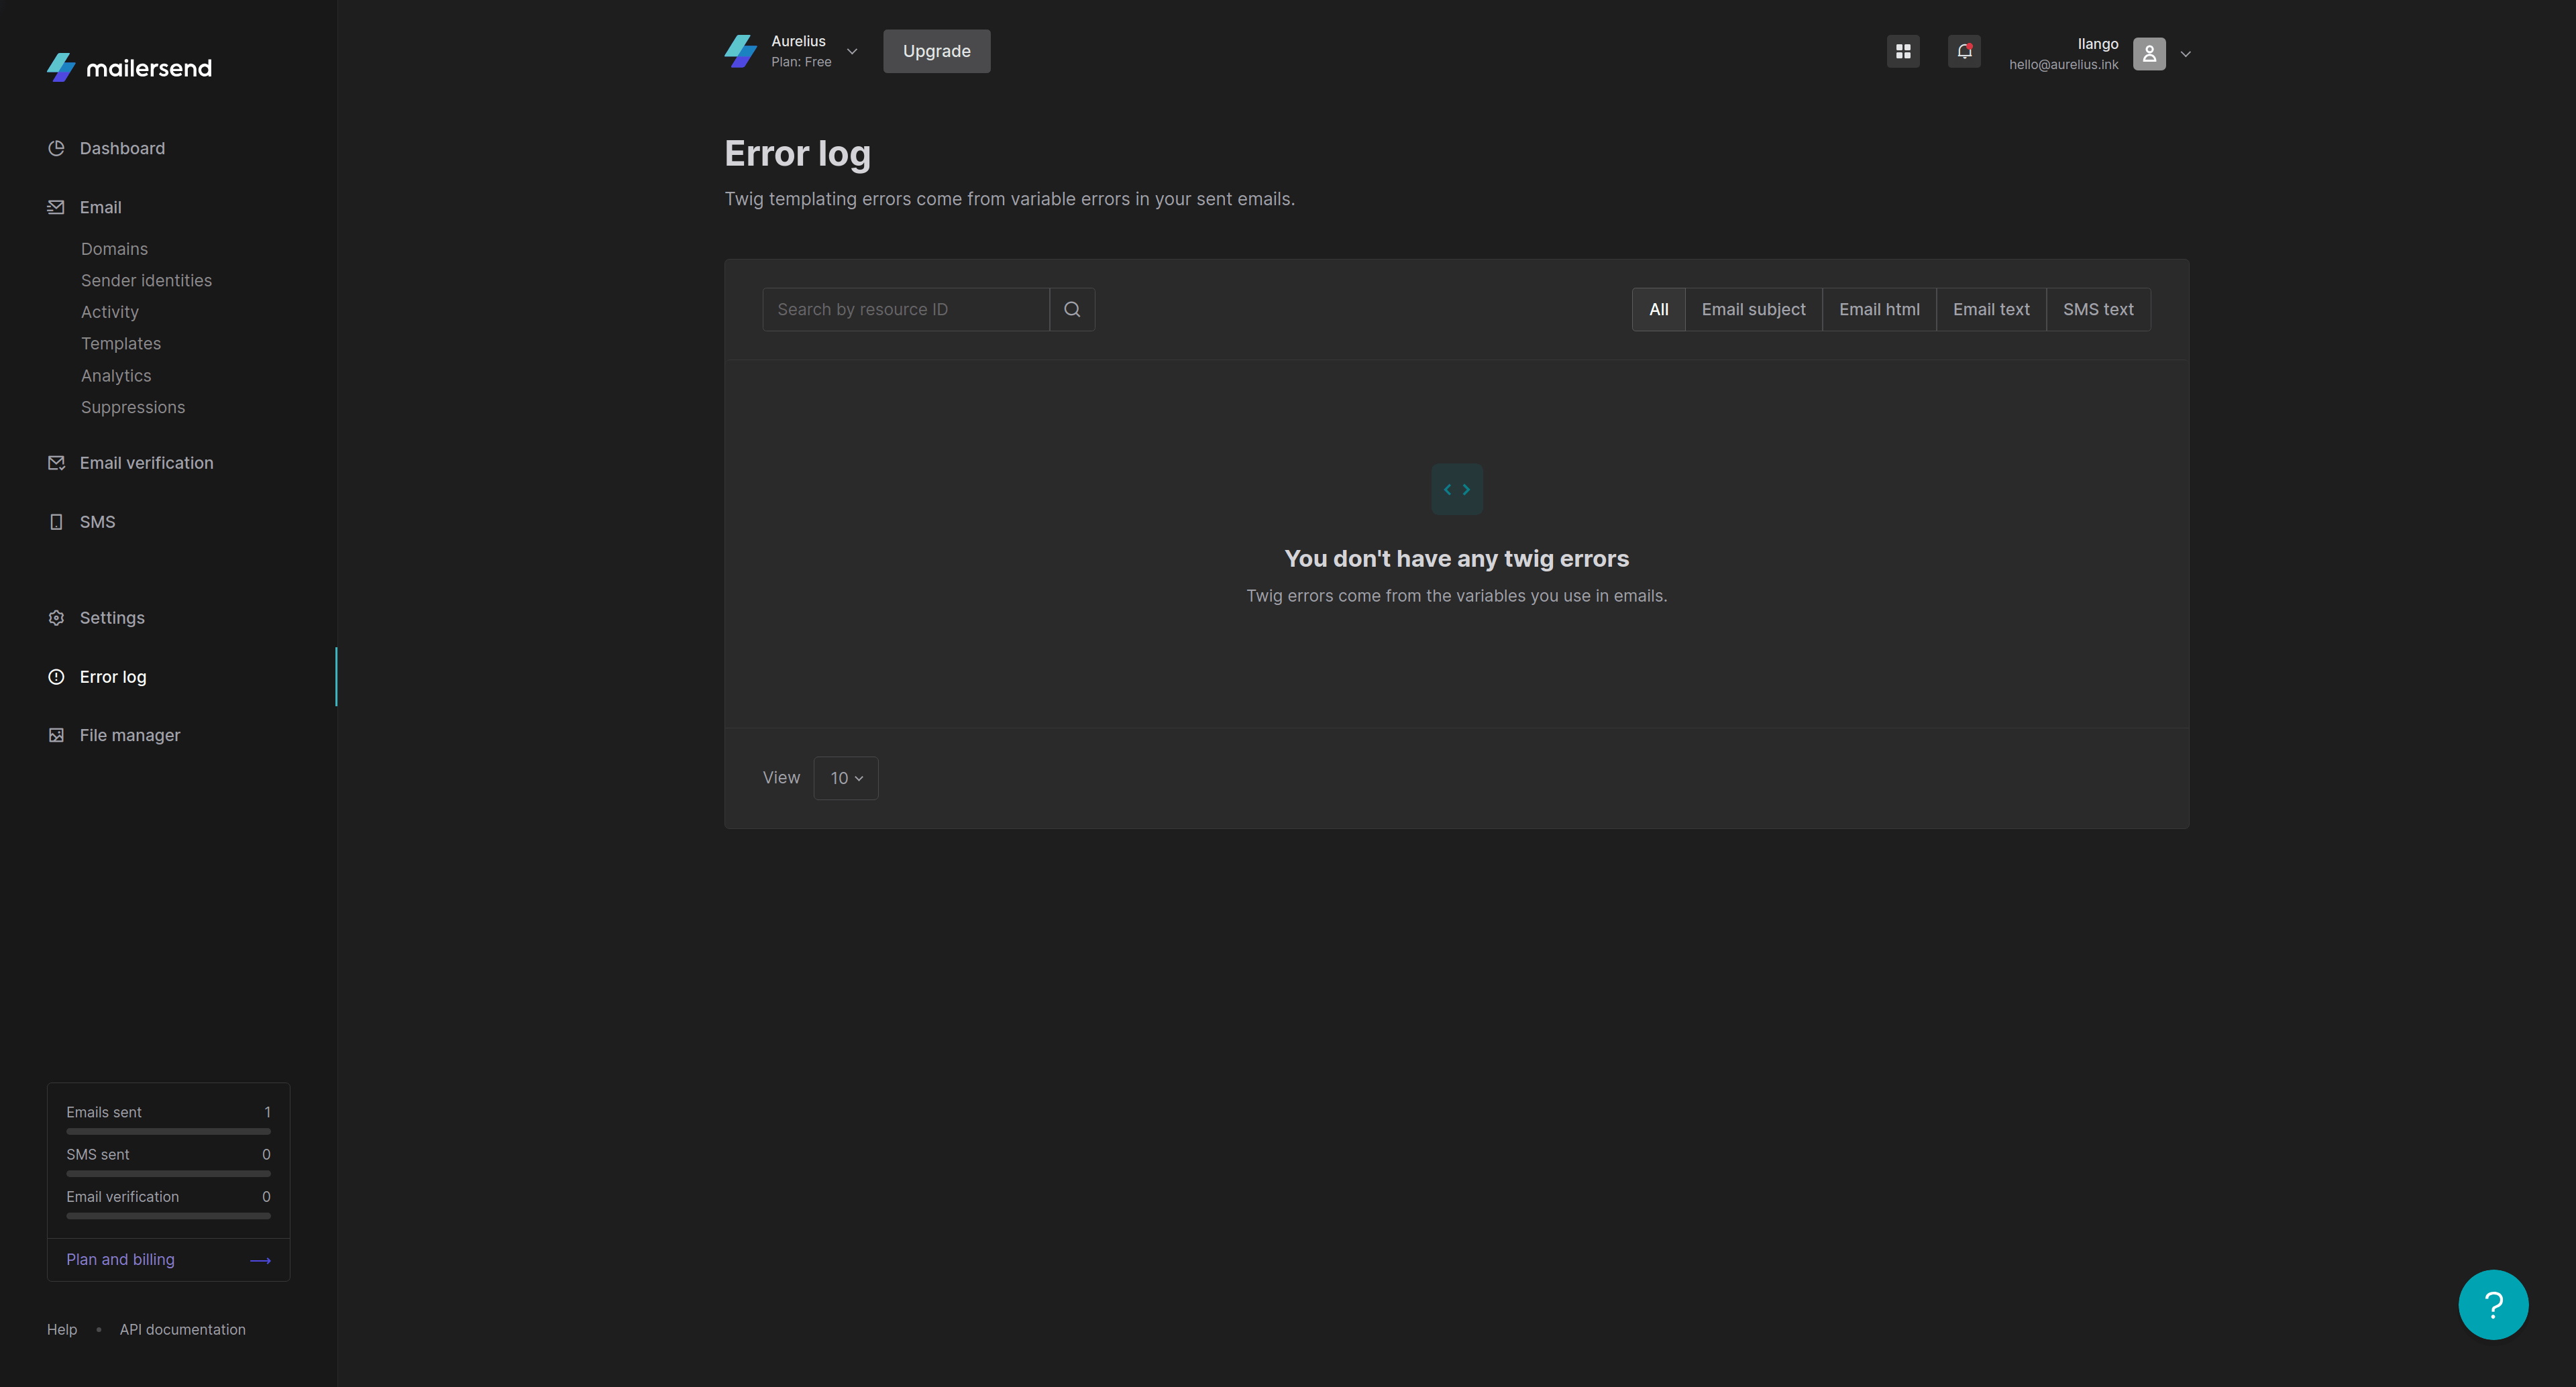 mailersend
Dashboard
Email
Domains
Sender identities
Activity
Templates
Analytics
Suppressions
Email verification
SMS
Settings
Error log
File manager
Emails sent 1
SMS sent 0
Email verification 0
Plan and billing
Help • API documentation
Aurelius
Plan: Free
Upgrade
Ilango
hello@aurelius.ink
Error log
Twig templating errors come from variable errors in your sent emails.
Search by resource ID
All Email subject Email html Email text SMS text
You don't have any twig errors
Twig errors come from the variables you use in emails.
View 10
?